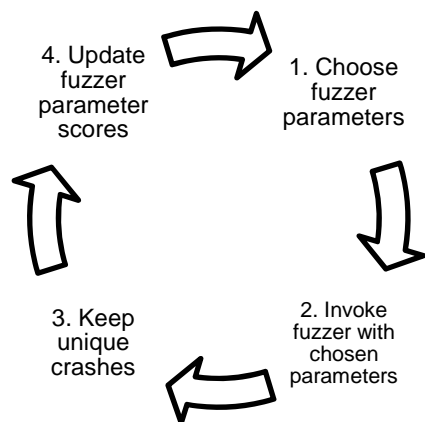 1. Choose
fuzzer
parameters
2. Invoke
fuzzer with
chosen
parameters
3. Keep
unique
crashes
4. Update
fuzzer
parameter
scores